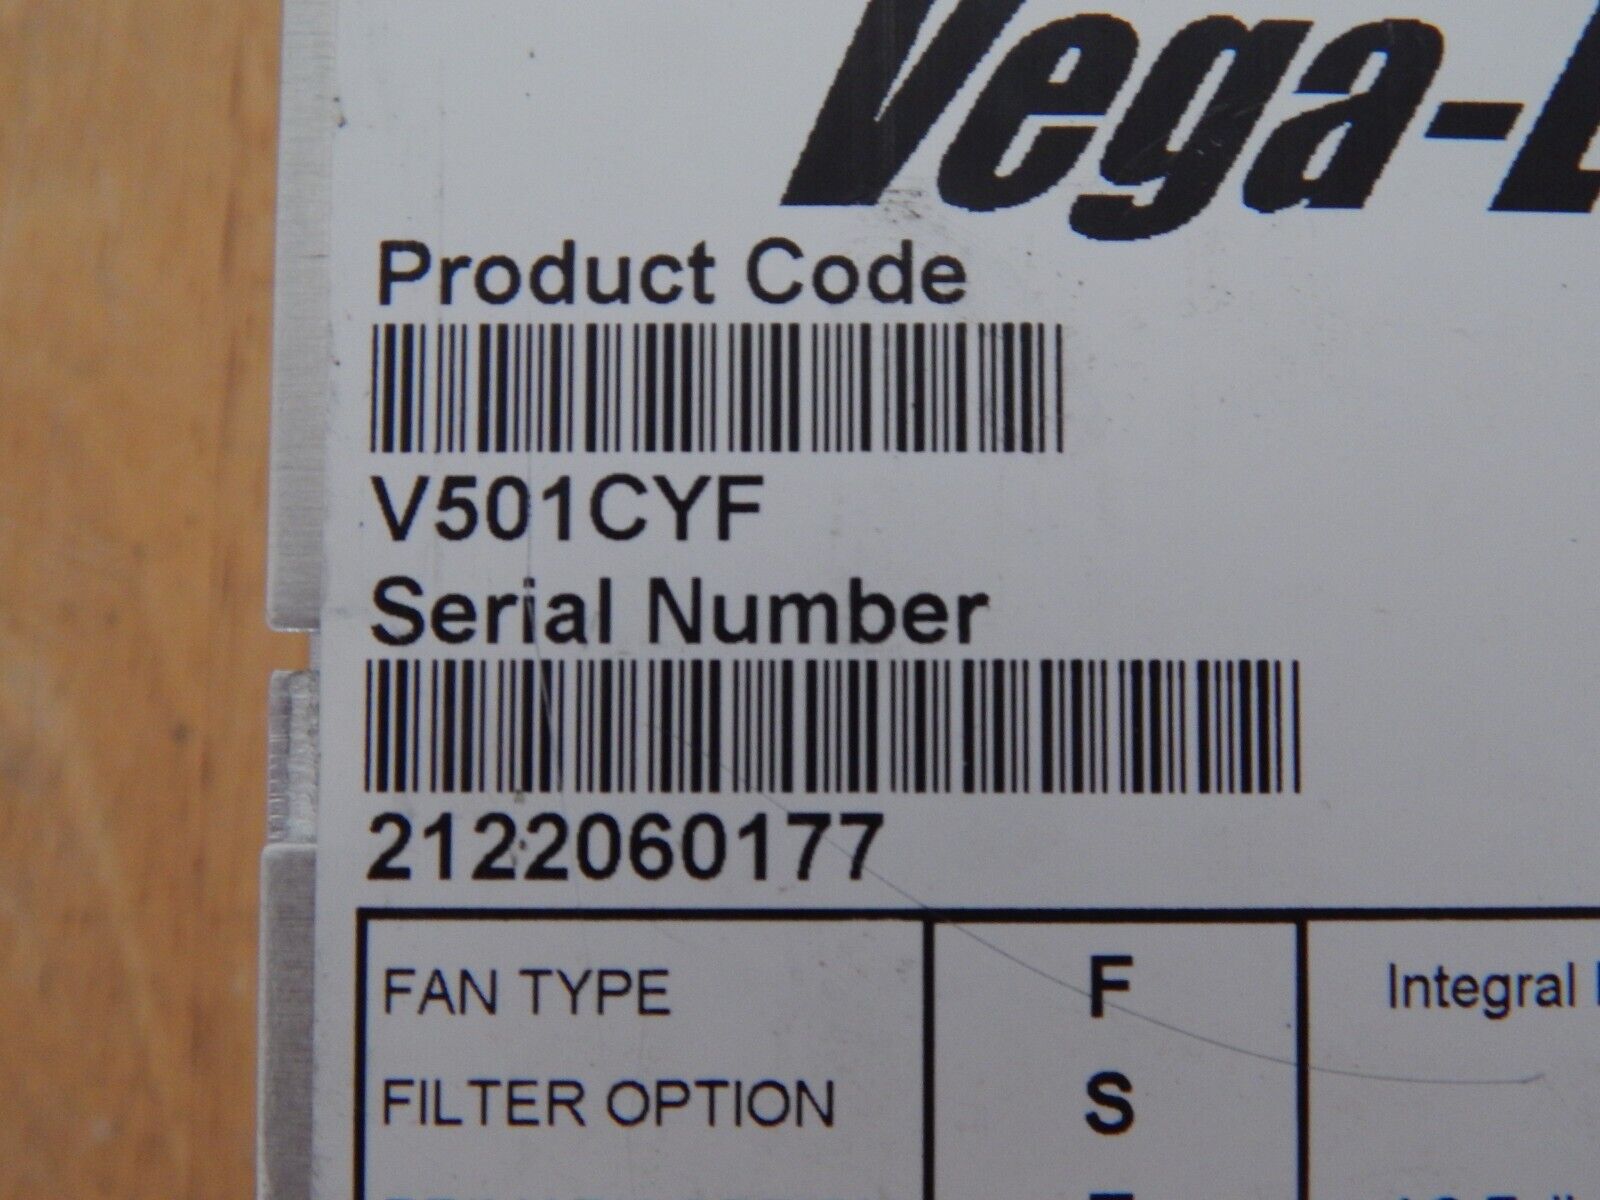 Vega-
Product Code
V501CYF
Serial Number
2122060177
FAN TYPE F Integral
FILTER OPTION S